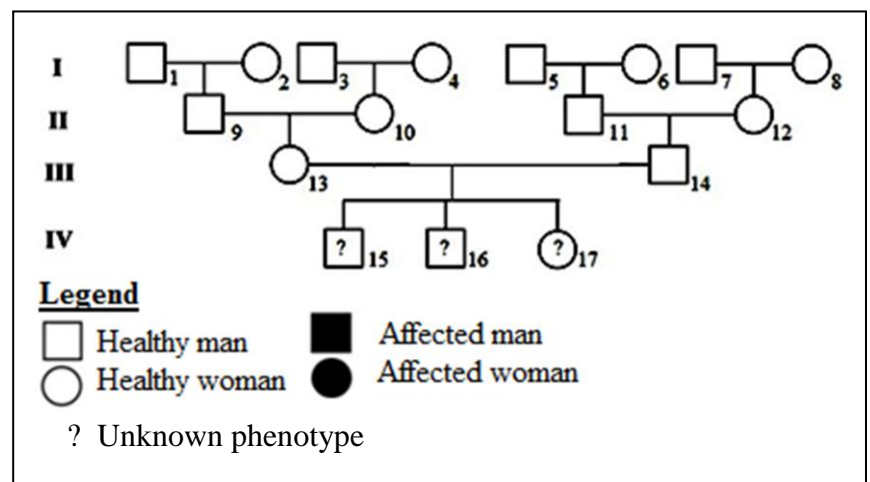 I 1 2 3 4 5 6 7 8
II 9 10 11 12
III 13 14
IV ? 15 ? 16 ? 17
Legend
Healthy man Affected man
Healthy woman Affected woman
? Unknown phenotype